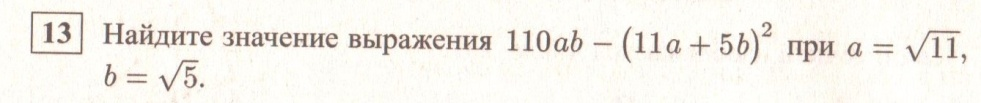 13 Найдите значение выражения 110ab − (11a + 5b)² при a = √11,
b = √5.